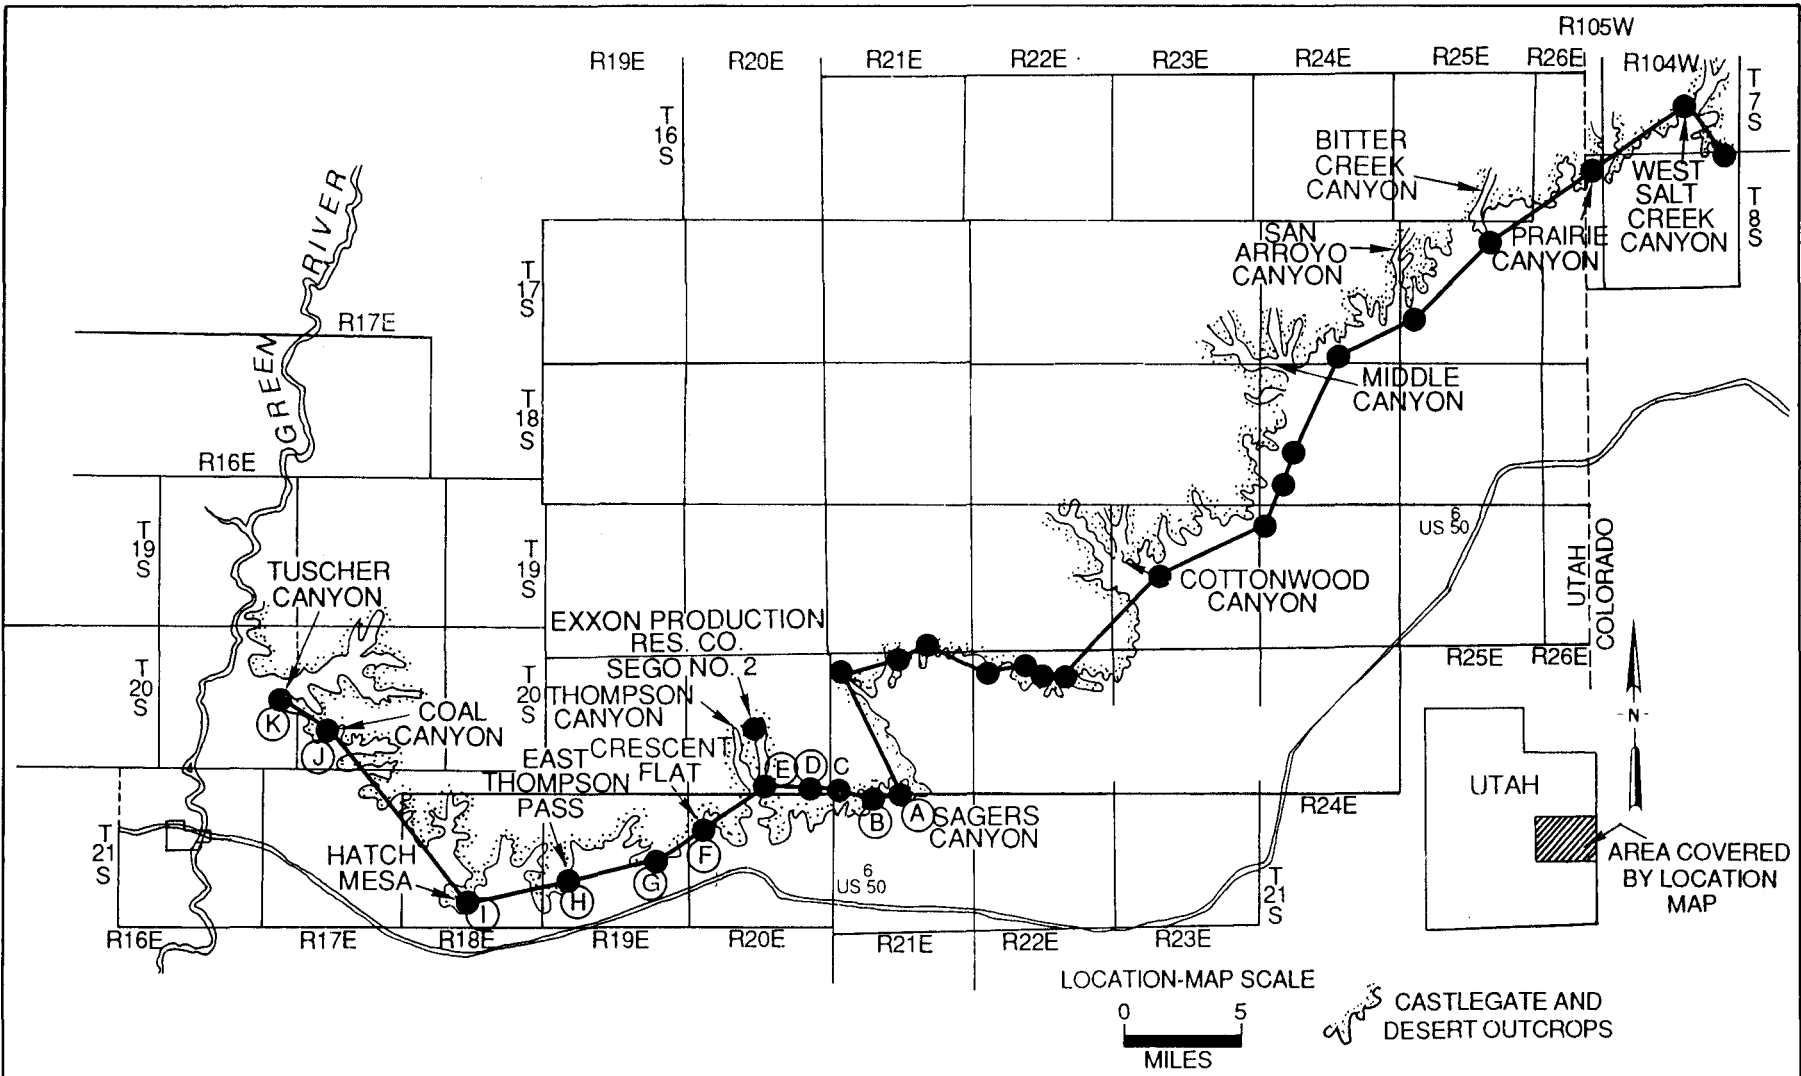 R105W
R19E
R20E
R21E
R22E
R23E
R24E
R25E
R26E
R104W
T
7
S
T
16
S
BITTER
CREEK
CANYON
WEST
SALT
CREEK
CANYON
T
8
S
PRAIRIE
CANYON
ISAN
ARROYO
CANYON
GREEN RIVER
T
17
S
R17E
MIDDLE
CANYON
T
18
S
R16E
6
US 50
T
19
S
T
19
S
UTAH
COLORADO
TUSCHER
CANYON
COTTONWOOD
CANYON
EXXON PRODUCTION
RES. CO.
SEGO NO. 2
R25E
R26E
T
20
S
T
20
S
THOMPSON
CANYON
COAL
CANYON
K
J
CRESCENT
FLAT
EAST
THOMPSON
PASS
E
D
C
B
A
SAGERS
CANYON
R24E
N
UTAH
T
21
S
HATCH
MESA
F
G
H
I
6
US 50
T
21
S
AREA COVERED
BY LOCATION
MAP
R16E
R17E
R18E
R19E
R20E
R21E
R22E
R23E
LOCATION-MAP SCALE
0
5
MILES
CASTLEGATE AND
DESERT OUTCROPS